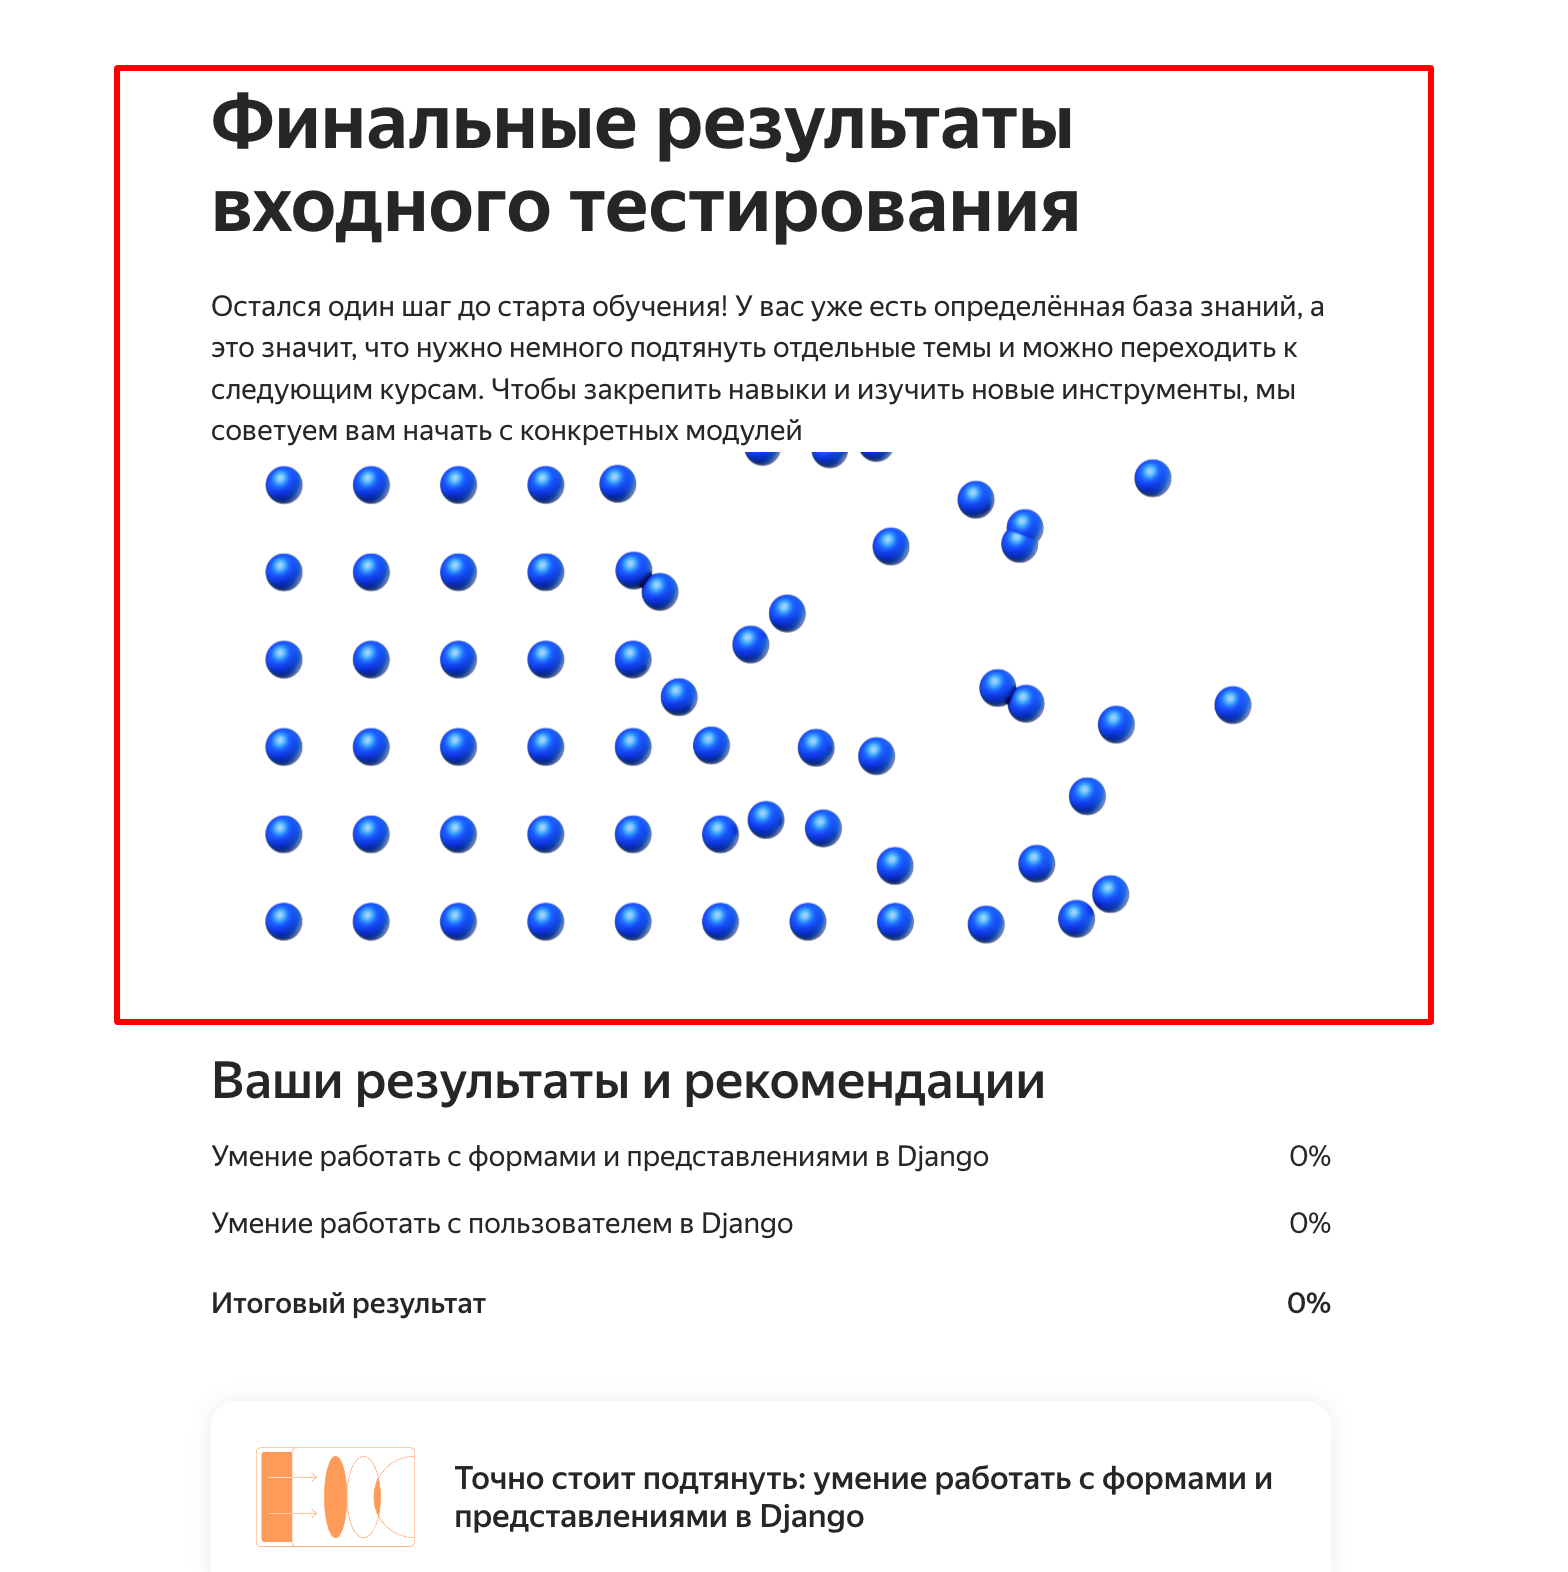 Финальные результаты
входного тестирования
Остался один шаг до старта обучения! У вас уже есть определённая база знаний, а
это значит, что нужно немного подтянуть отдельные темы и можно переходить к
следующим курсам. Чтобы закрепить навыки и изучить новые инструменты, мы
советуем вам начать с конкретных модулей
Ваши результаты и рекомендации
Умение работать с формами и представлениями в Django 0%
Умение работать с пользователем в Django 0%
Итоговый результат 0%
Точно стоит подтянуть: умение работать с формами и
представлениями в Django